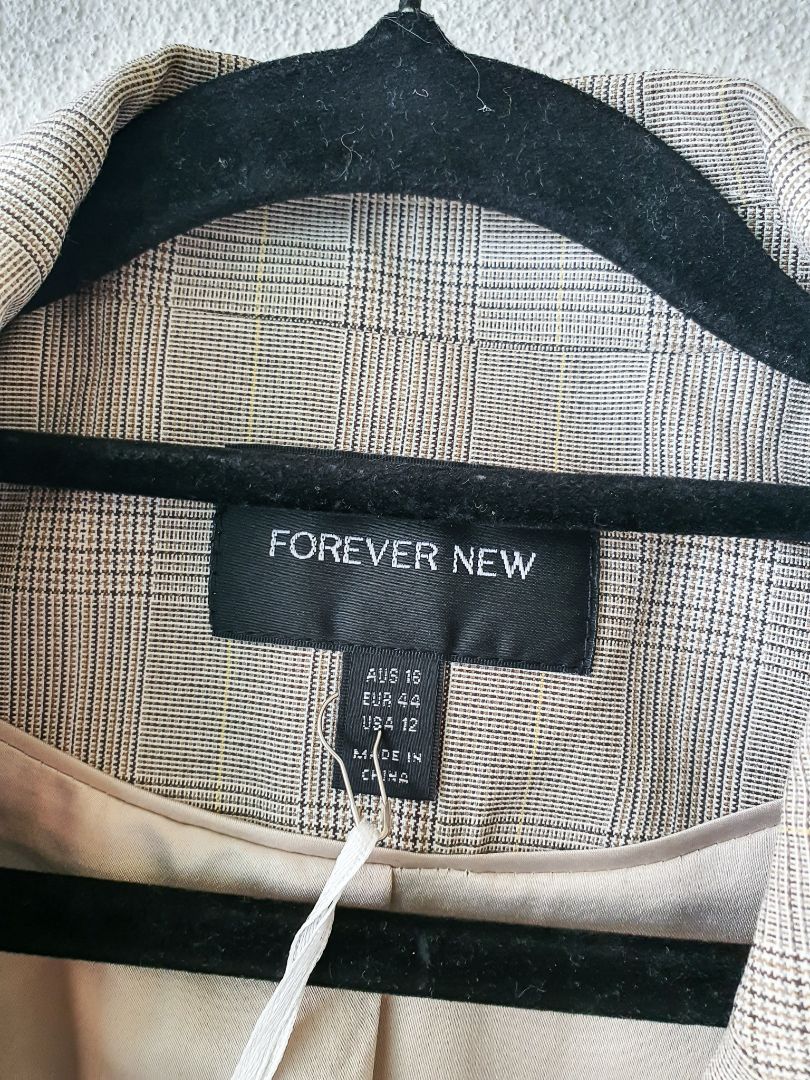 FOREVER NEW
AUS 16
EUR 44
USA 12
MADE IN
CHINA